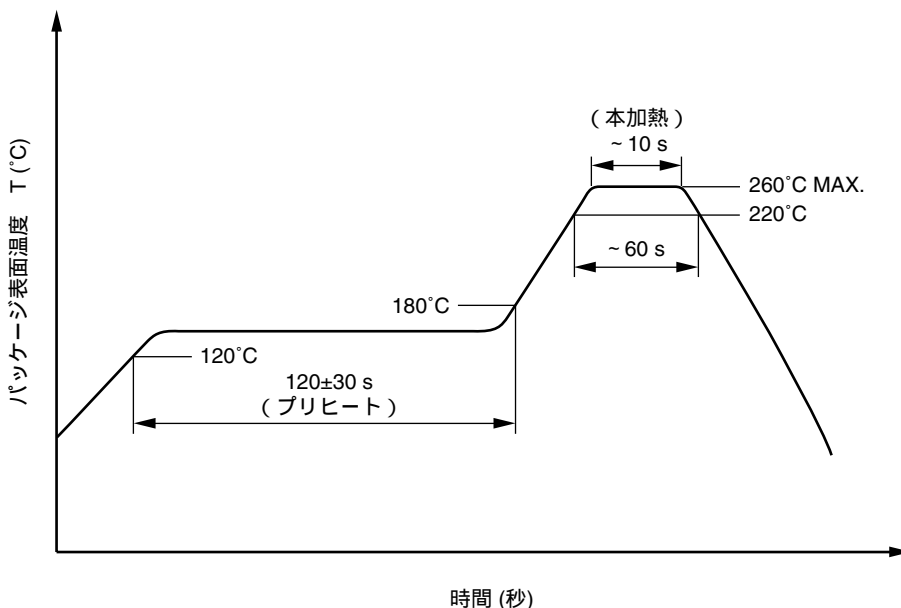 (本加熱)
~ 10 s
260˚C MAX.
220˚C
~ 60 s
180˚C
120˚C
120±30 s
(プリヒート)
パッケージ表面温度 T (˚C)
時間 (秒)